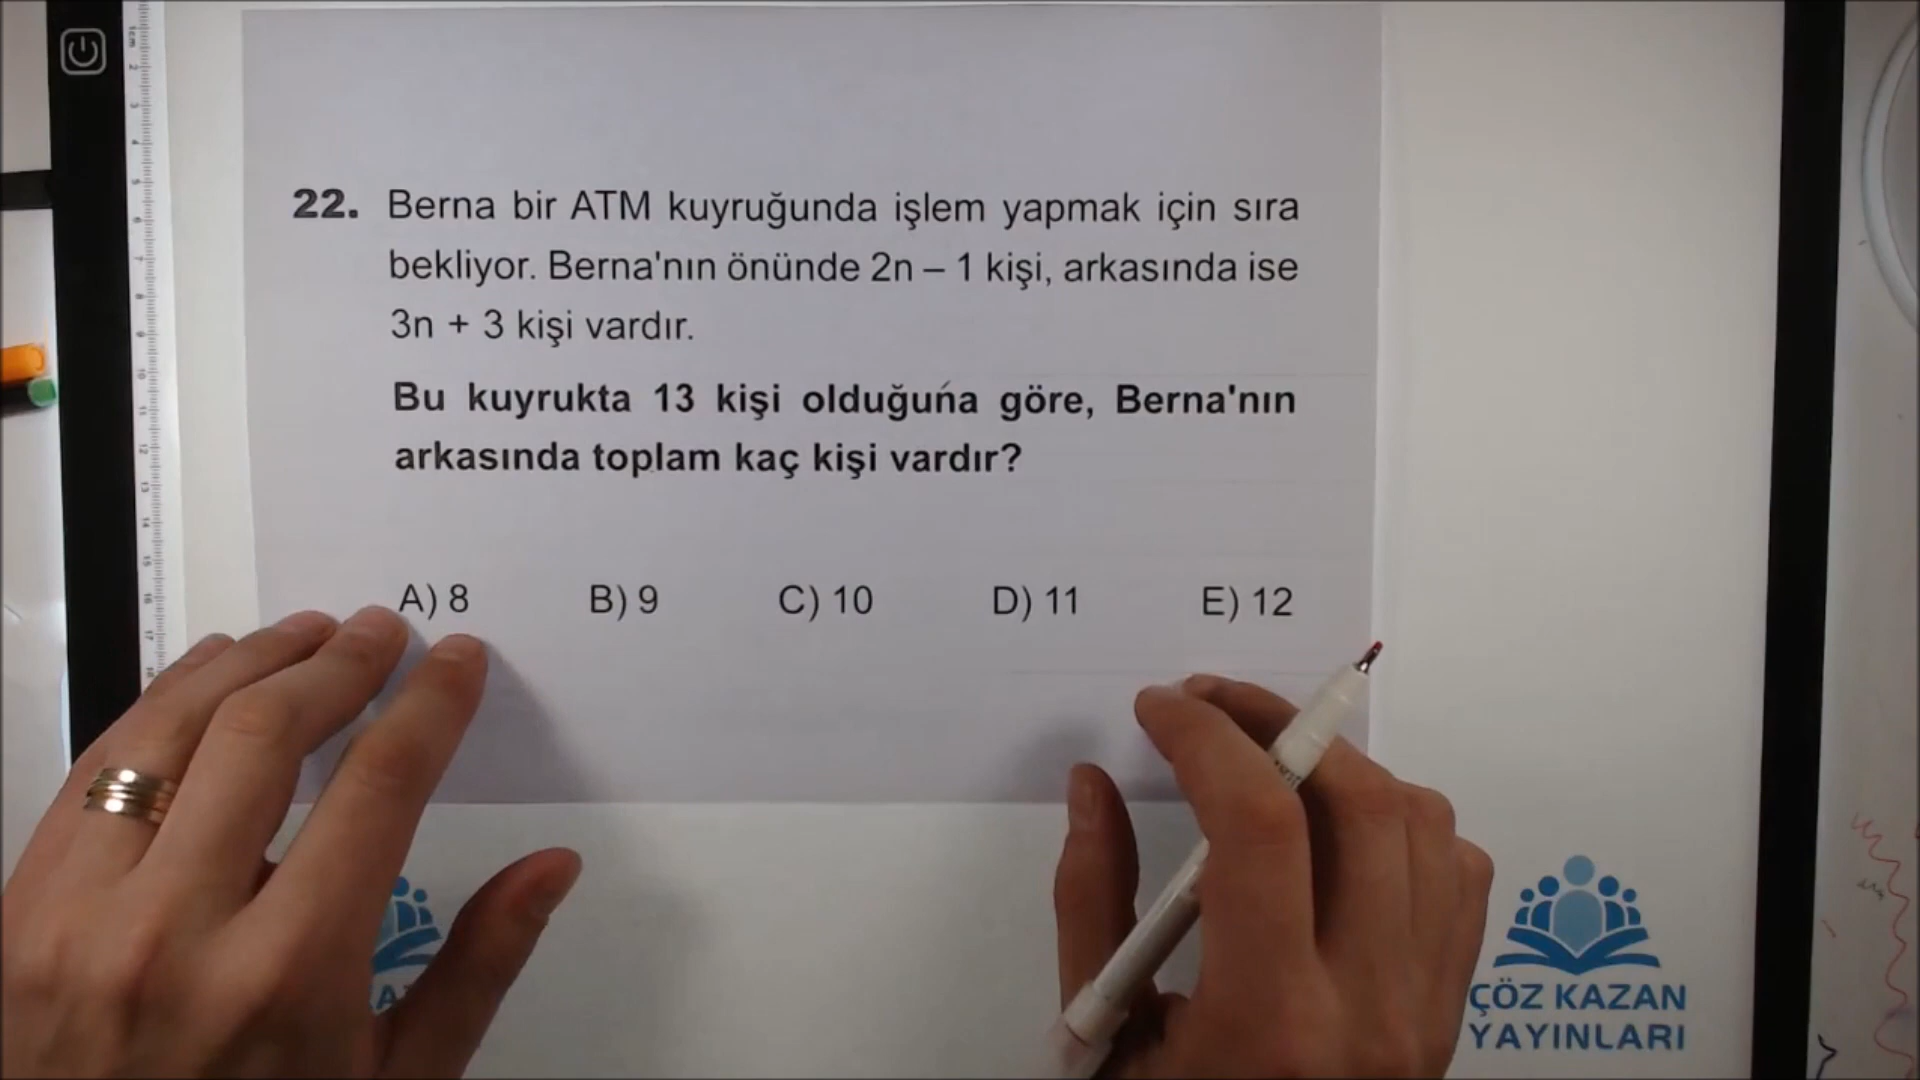 22. Berna bir ATM kuyruğunda işlem yapmak için sıra
bekliyor. Berna'nın önünde 2n – 1 kişi, arkasında ise
3n + 3 kişi vardır.
Bu kuyrukta 13 kişi olduğuna göre, Berna'nın
arkasında toplam kaç kişi vardır?
A) 8 B) 9 C) 10 D) 11 E) 12
ÇÖZ KAZAN
YAYINLARI